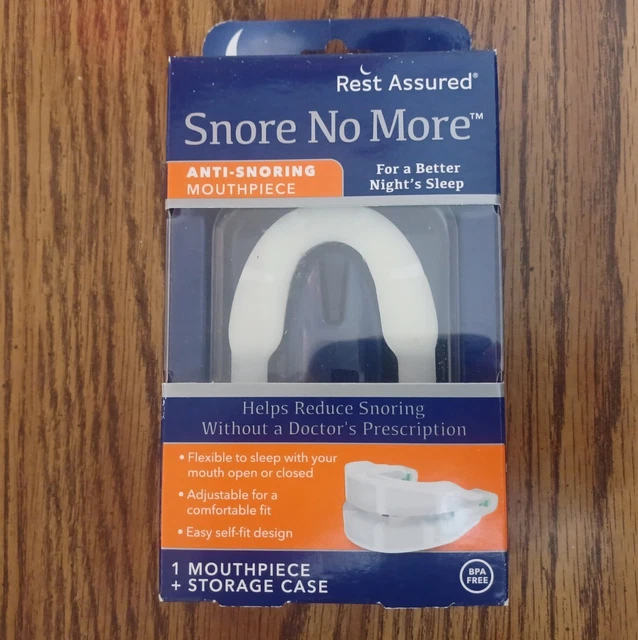 Rest Assured®
Snore No More™
ANTI-SNORING
MOUTHPIECE
For a Better
Night's Sleep
Helps Reduce Snoring
Without a Doctor's Prescription
• Flexible to sleep with your
mouth open or closed
• Adjustable for a
comfortable fit
• Easy self-fit design
1 MOUTHPIECE
+ STORAGE CASE
BPA
FREE